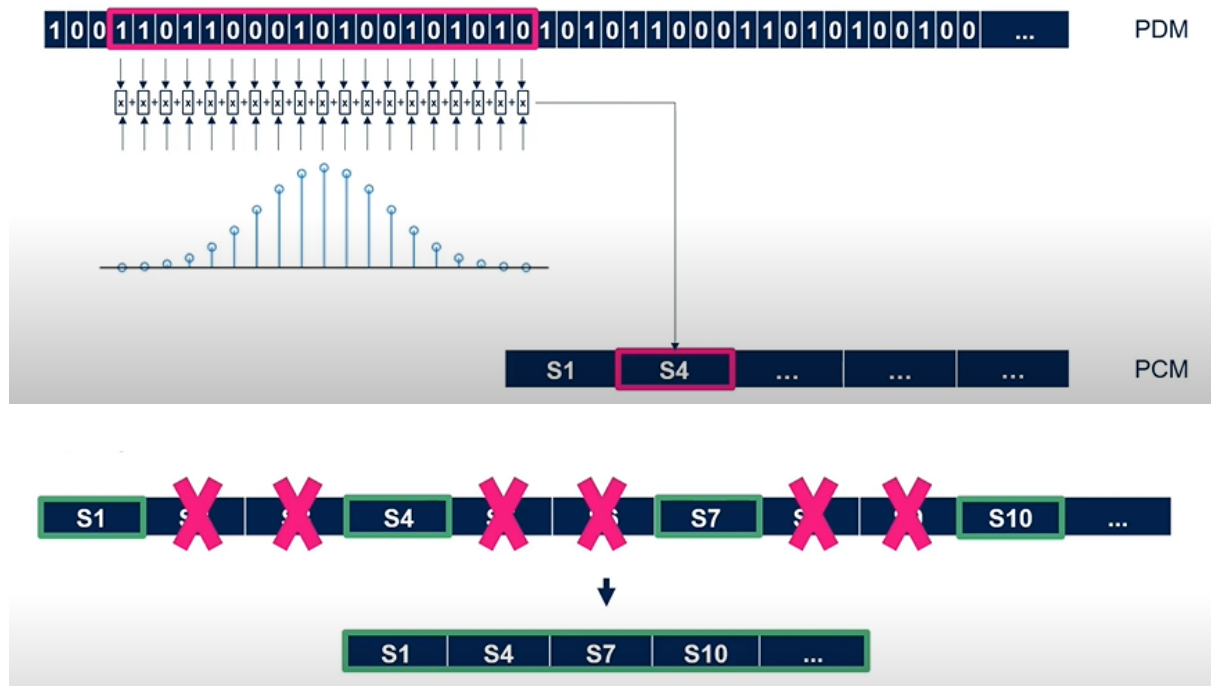 1 0 0 1 1 0 1 1 0 0 0 1 0 1 0 0 1 0 1 0 1 0 1 0 1 0 1 1 0 0 0 1 1 0 1 0 1 0 0 1 0 0 ... PDM
x + x + x + x + x + x + x + x + x + x + x + x + x + x + x + x + x + x + x
S1 S4 ... ... ... PCM
S1 S4 S7 S10 ...
S1 S4 S7 S10 ...